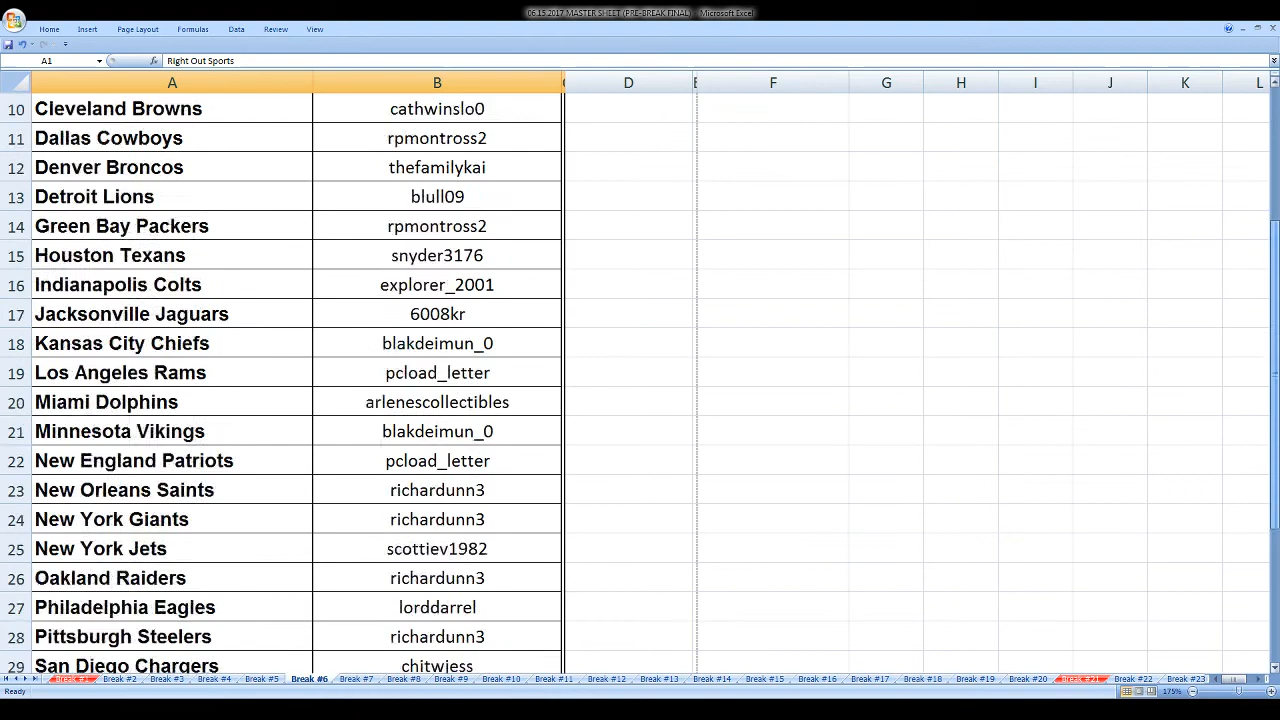 06.15.2017 MASTER SHEET (PRE-BREAK FINAL) - Microsoft Excel
Home Insert Page Layout Formulas Data Review View
A1 fx Right Out Sports
A B C D E F G H I J K L
10 Cleveland Browns cathwinslo0
11 Dallas Cowboys rpmontross2
12 Denver Broncos thefamilykai
13 Detroit Lions blull09
14 Green Bay Packers rpmontross2
15 Houston Texans snyder3176
16 Indianapolis Colts explorer_2001
17 Jacksonville Jaguars 6008kr
18 Kansas City Chiefs blakdeimun_0
19 Los Angeles Rams pcload_letter
20 Miami Dolphins arlenescollectibles
21 Minnesota Vikings blakdeimun_0
22 New England Patriots pcload_letter
23 New Orleans Saints richardunn3
24 New York Giants richardunn3
25 New York Jets scottiev1982
26 Oakland Raiders richardunn3
27 Philadelphia Eagles lorddarrel
28 Pittsburgh Steelers richardunn3
29 San Diego Chargers chitwjess
Break #1 Break #2 Break #3 Break #4 Break #5 Break #6 Break #7 Break #8 Break #9 Break #10 Break #11 Break #12 Break #13 Break #14 Break #15 Break #16 Break #17 Break #18 Break #19 Break #20 Break #21 Break #22 Break #23
Ready 175%